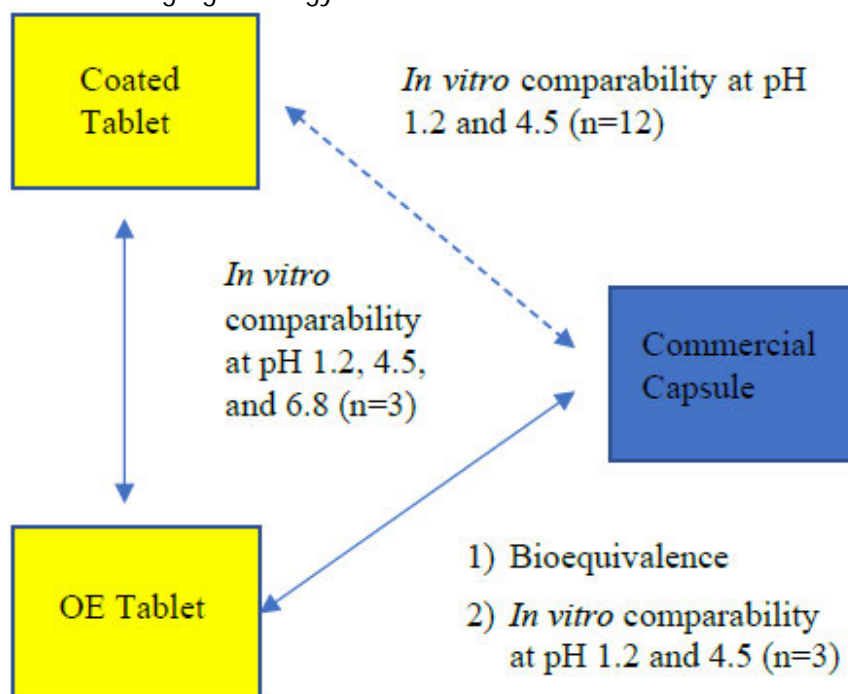 Coated
Tablet
In vitro comparability at pH
1.2 and 4.5 (n=12)
In vitro
comparability
at pH 1.2, 4.5,
and 6.8 (n=3)
Commercial
Capsule
OE Tablet
1) Bioequivalence
2) In vitro comparability
at pH 1.2 and 4.5 (n=3)